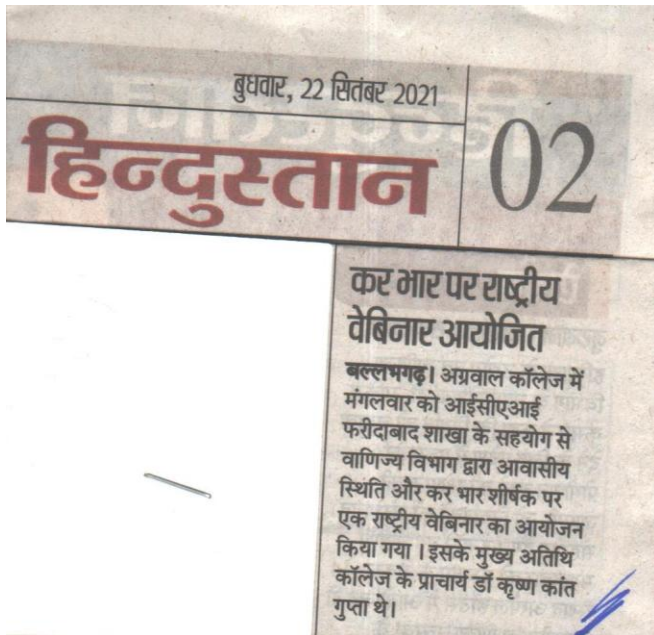 बुधवार, 22 सितंबर 2021
हिन्दुस्तान
02
कर भार पर राष्ट्रीय
वेबिनार आयोजित
बल्लभगढ़। अग्रवाल कॉलेज में
मंगलवार को आईसीएआई
फरीदाबाद शाखा के सहयोग से
वाणिज्य विभाग द्वारा आवासीय
स्थिति और कर भार शीर्षक पर
एक राष्ट्रीय वेबिनार का आयोजन
किया गया । इसके मुख्य अतिथि
कॉलेज के प्राचार्य डॉ कृष्ण कांत
गुप्ता थे।